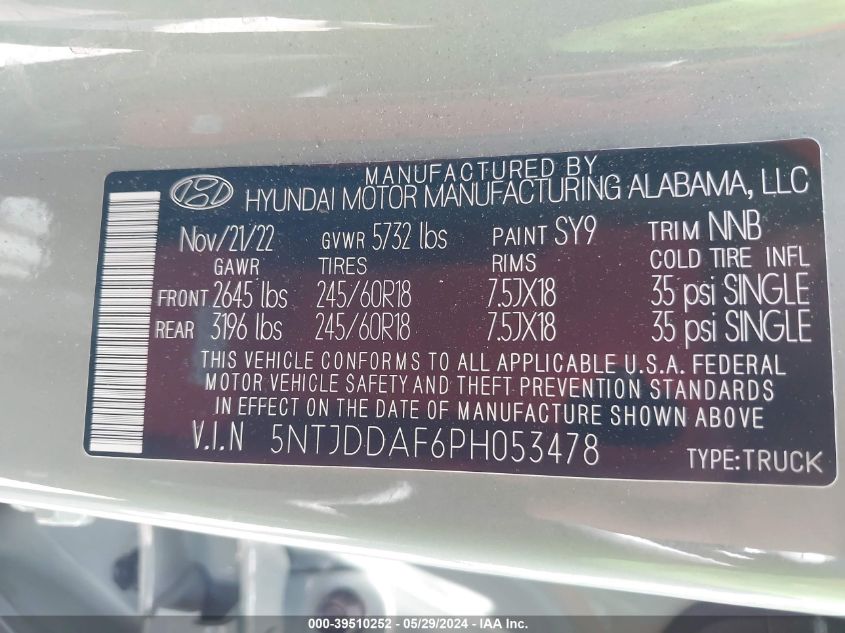 MANUFACTURED BY
HYUNDAI MOTOR MANUFACTURING ALABAMA, LLC
Nov/21/22 GVWR 5732 lbs PAINT SY9 TRIM NNB
GAWR TIRES RIMS COLD TIRE INFL
FRONT 2645 lbs 245/60R18 7.5JX18 35 psi SINGLE
REAR 3196 lbs 245/60R18 7.5JX18 35 psi SINGLE
THIS VEHICLE CONFORMS TO ALL APPLICABLE U.S.A. FEDERAL
MOTOR VEHICLE SAFETY AND THEFT PREVENTION STANDARDS
IN EFFECT ON THE DATE OF MANUFACTURE SHOWN ABOVE.
V.I.N 5NTJDDAF6PH053478 TYPE:TRUCK
000-39510252 - 05/29/2024 - IAA Inc.